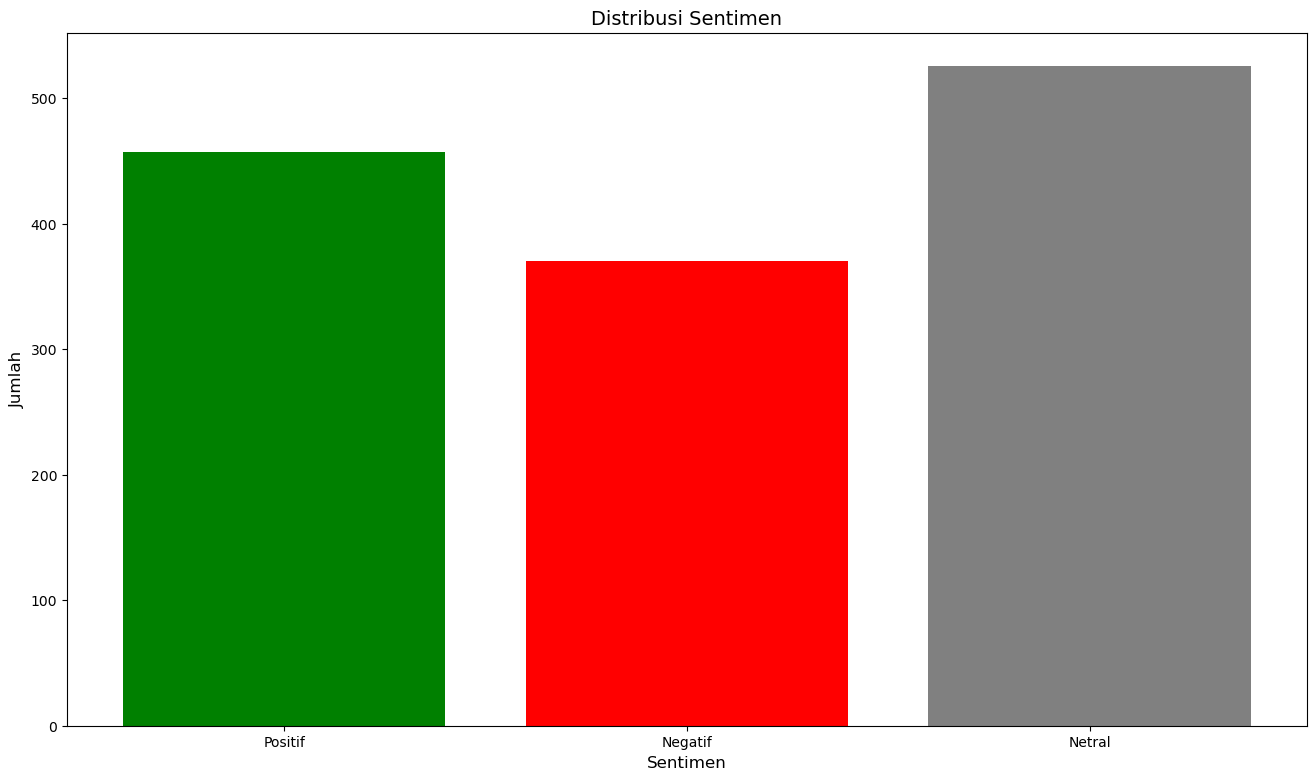 Distribusi Sentimen
500
400
300
200
100
0
Jumlah
Positif
Negatif
Netral
Sentimen